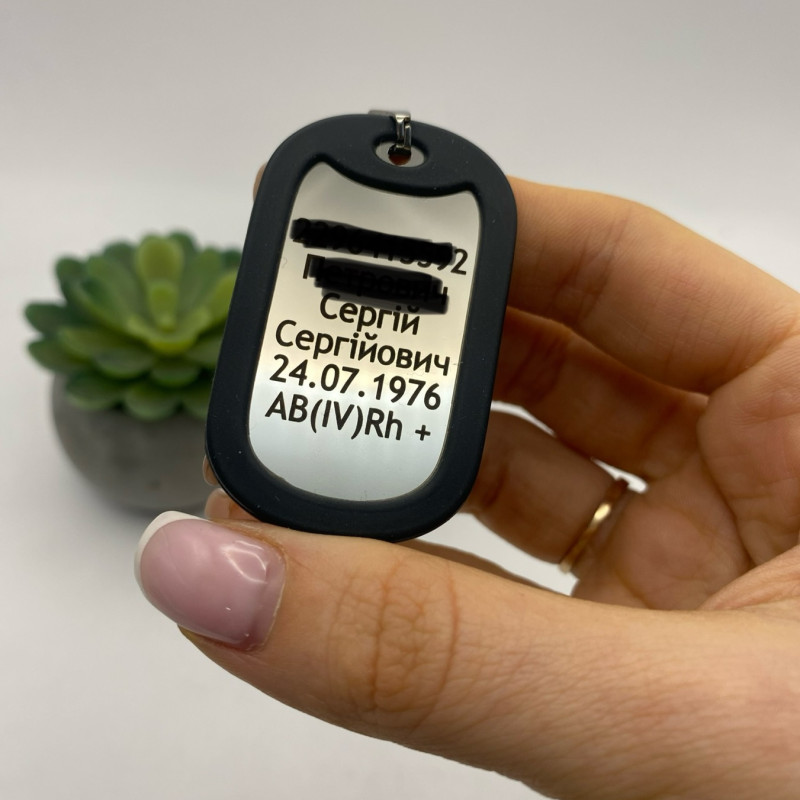 Сергій
Сергійович
24.07.1976
AB(IV)Rh +